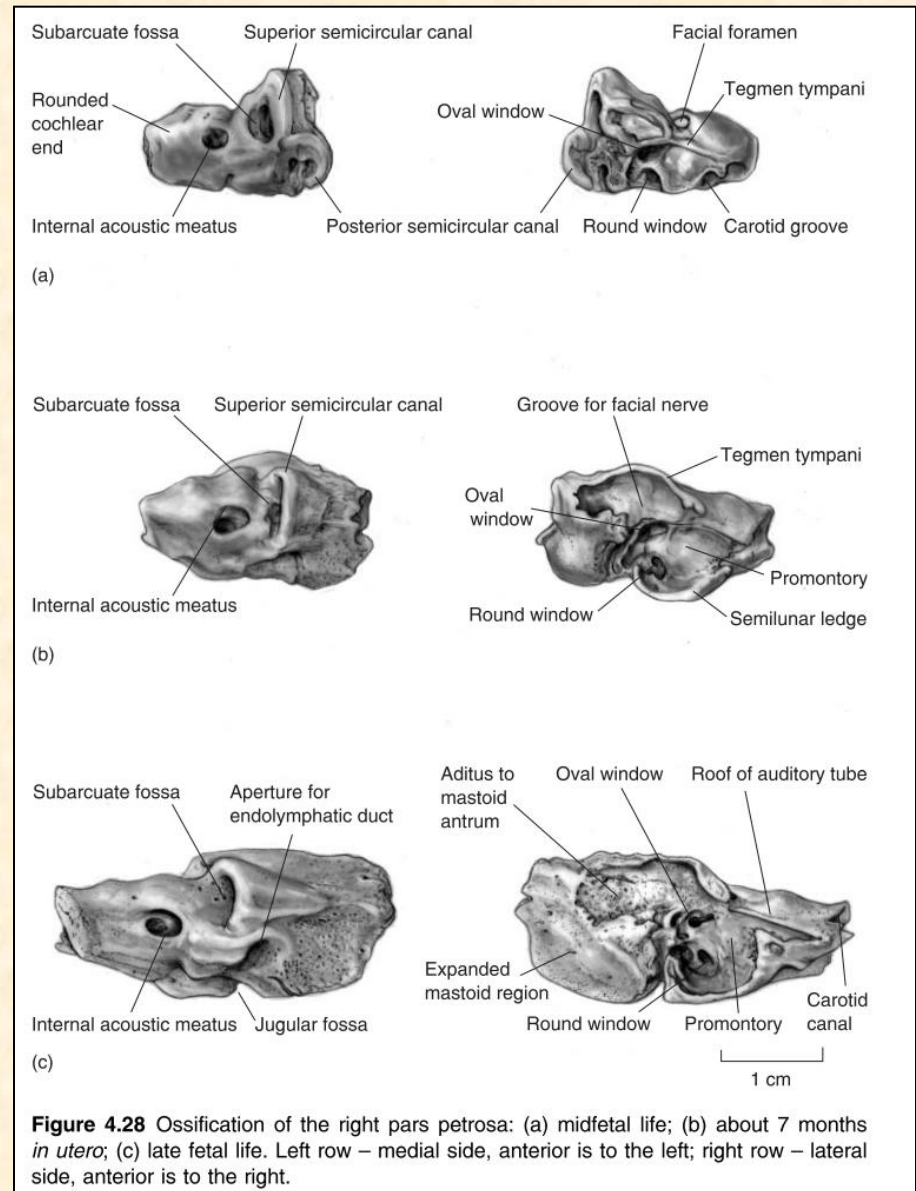 Subarcuate fossa
Superior semicircular canal
Facial foramen
Rounded
cochlear
end
Oval window
Tegmen tympani
Internal acoustic meatus
Posterior semicircular canal
Round window
Carotid groove
(a)
Subarcuate fossa
Superior semicircular canal
Groove for facial nerve
Tegmen tympani
Oval
window
Internal acoustic meatus
Promontory
Round window
Semilunar ledge
(b)
Subarcuate fossa
Aperture for
endolymphatic duct
Aditus to
mastoid
antrum
Oval window
Roof of auditory tube
Expanded
mastoid region
Internal acoustic meatus
Jugular fossa
Round window
Promontory
Carotid
canal
(c)
1 cm
Figure 4.28 Ossification of the right pars petrosa: (a) midfetal life; (b) about 7 months
in utero; (c) late fetal life. Left row – medial side, anterior is to the left; right row – lateral
side, anterior is to the right.